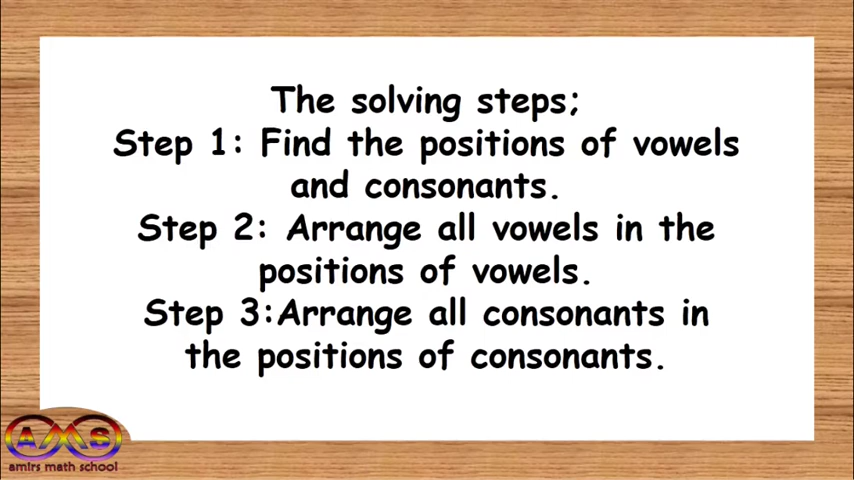 The solving steps;
Step 1: Find the positions of vowels
and consonants.
Step 2: Arrange all vowels in the
positions of vowels.
Step 3:Arrange all consonants in
the positions of consonants.
AMS
amirs math school